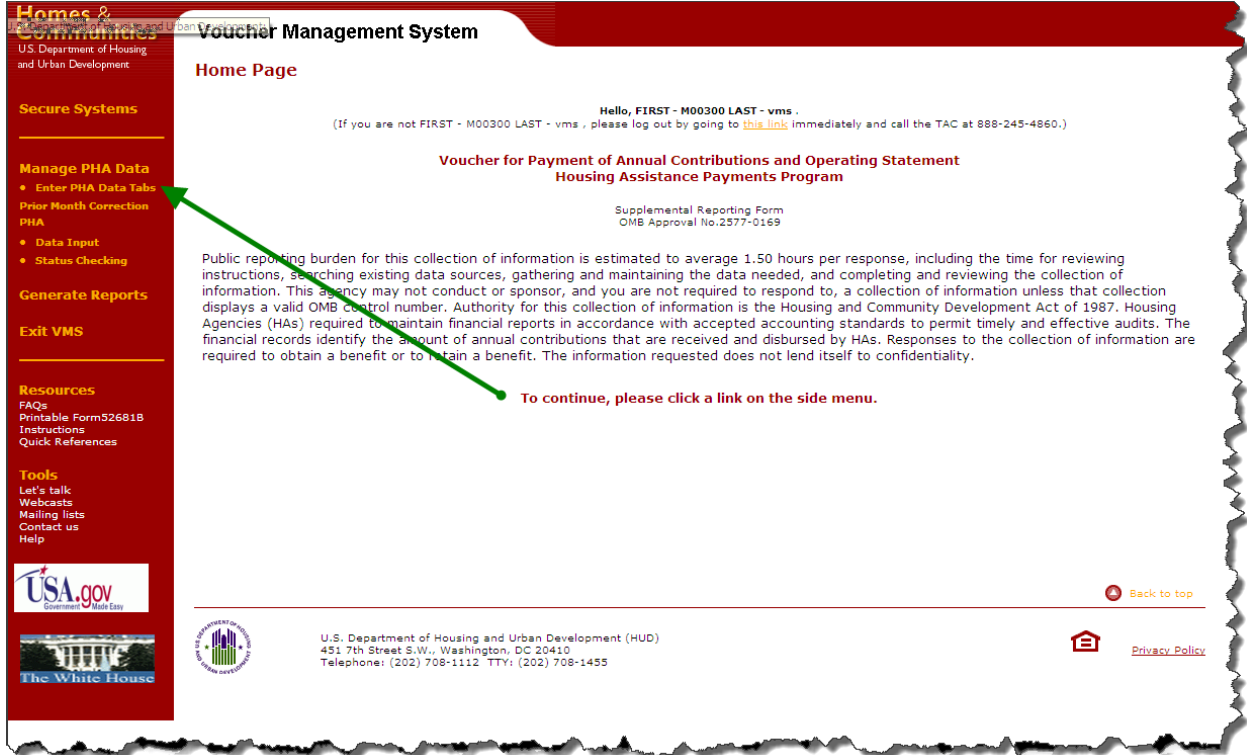 Homes &
Communities
U.S. Department of Housing and Urban Development
U.S. Department of Housing
and Urban Development
Secure Systems
Manage PHA Data
• Enter PHA Data Tabs
Prior Month Correction
PHA
• Data Input
• Status Checking
Generate Reports
Exit VMS
Resources
FAQs
Printable Form52681B
Instructions
Quick References
Tools
Let's talk
Webcasts
Mailing lists
Contact us
Help
USA.gov
Government Made Easy
The White House
Voucher Management System
Home Page
Hello, FIRST - M00300 LAST - vms .
(If you are not FIRST - M00300 LAST - vms , please log out by going to this link immediately and call the TAC at 888-245-4860.)
Voucher for Payment of Annual Contributions and Operating Statement
Housing Assistance Payments Program
Supplemental Reporting Form
OMB Approval No.2577-0169
Public reporting burden for this collection of information is estimated to average 1.50 hours per response, including the time for reviewing
instructions, searching existing data sources, gathering and maintaining the data needed, and completing and reviewing the collection of
information. This agency may not conduct or sponsor, and you are not required to respond to, a collection of information unless that collection
displays a valid OMB control number. Authority for this collection of information is the Housing and Community Development Act of 1987. Housing
Agencies (HAs) required to maintain financial reports in accordance with accepted accounting standards to permit timely and effective audits. The
financial records identify the amount of annual contributions that are received and disbursed by HAs. Responses to the collection of information are
required to obtain a benefit or to retain a benefit. The information requested does not lend itself to confidentiality.
To continue, please click a link on the side menu.
Back to top
U.S. DEPARTMENT OF HOUSING AND URBAN DEVELOPMENT
U.S. Department of Housing and Urban Development (HUD)
451 7th Street S.W., Washington, DC 20410
Telephone: (202) 708-1112 TTY: (202) 708-1455
Privacy Policy